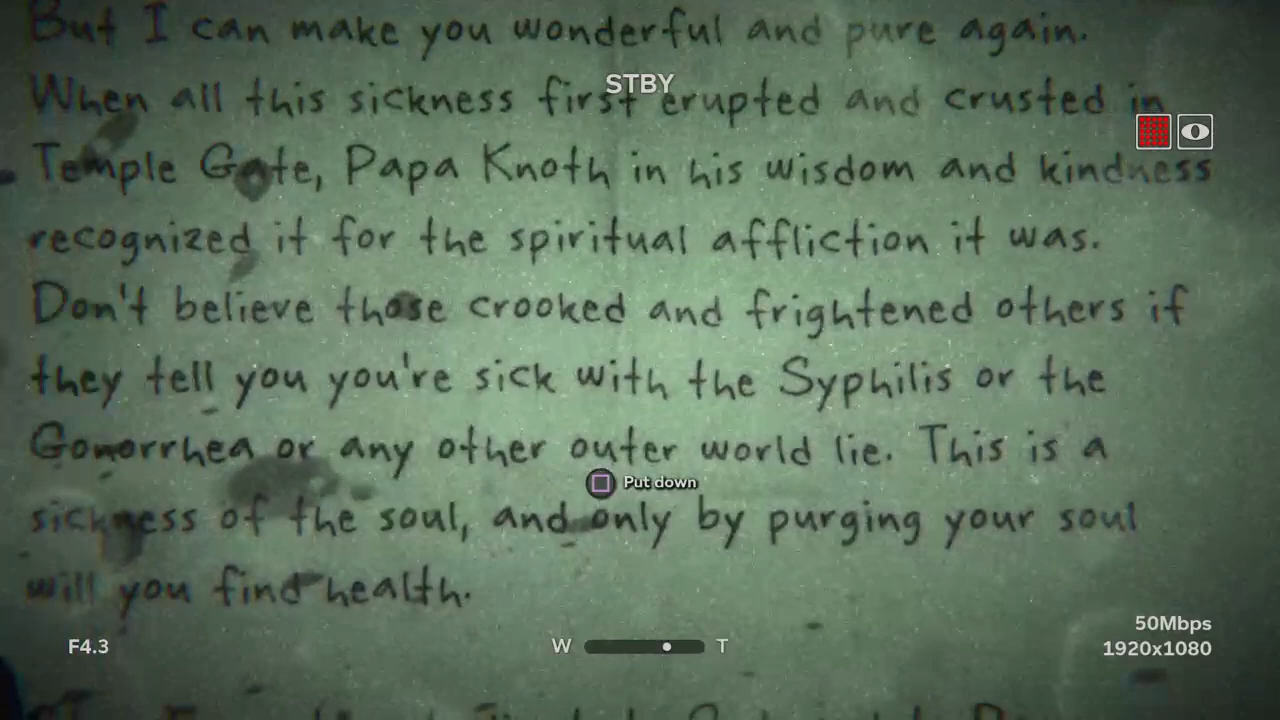 But I can make you wonderful and pure again.
STBY
When all this sickness first erupted and crusted in
Temple Gate, Papa Knoth in his wisdom and kindness
recognized it for the spiritual affliction it was.
Don't believe those crooked and frightened others if
they tell you you're sick with the Syphilis or the
Gonorrhea or any other outer world lie. This is a
Put down
sickness of the soul, and only by purging your soul
will you find health.
50Mbps
F4.3 W T 1920x1080